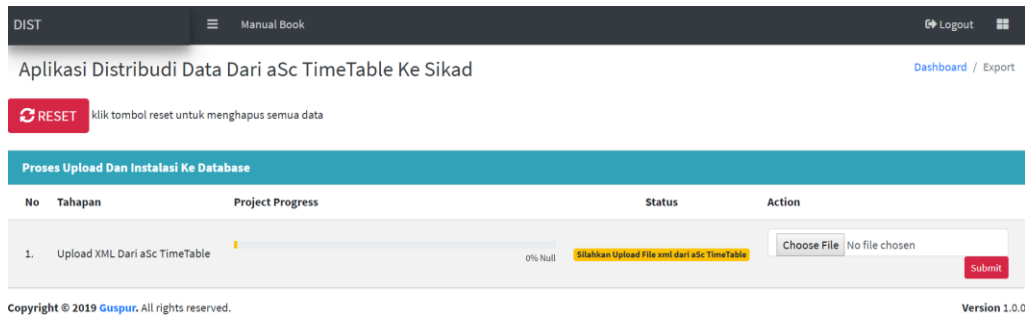 DIST Manual Book Logout
Aplikasi Distribudi Data Dari aSc TimeTable Ke Sikad Dashboard / Export
RESET klik tombol reset untuk menghapus semua data
Proses Upload Dan Instalasi Ke Database
No Tahapan Project Progress Status Action
1. Upload XML Dari aSc TimeTable 0% Null Silahkan Upload File xml dari aSc TimeTable Choose File No file chosen
Submit
Copyright © 2019 Guspur. All rights reserved. Version 1.0.0